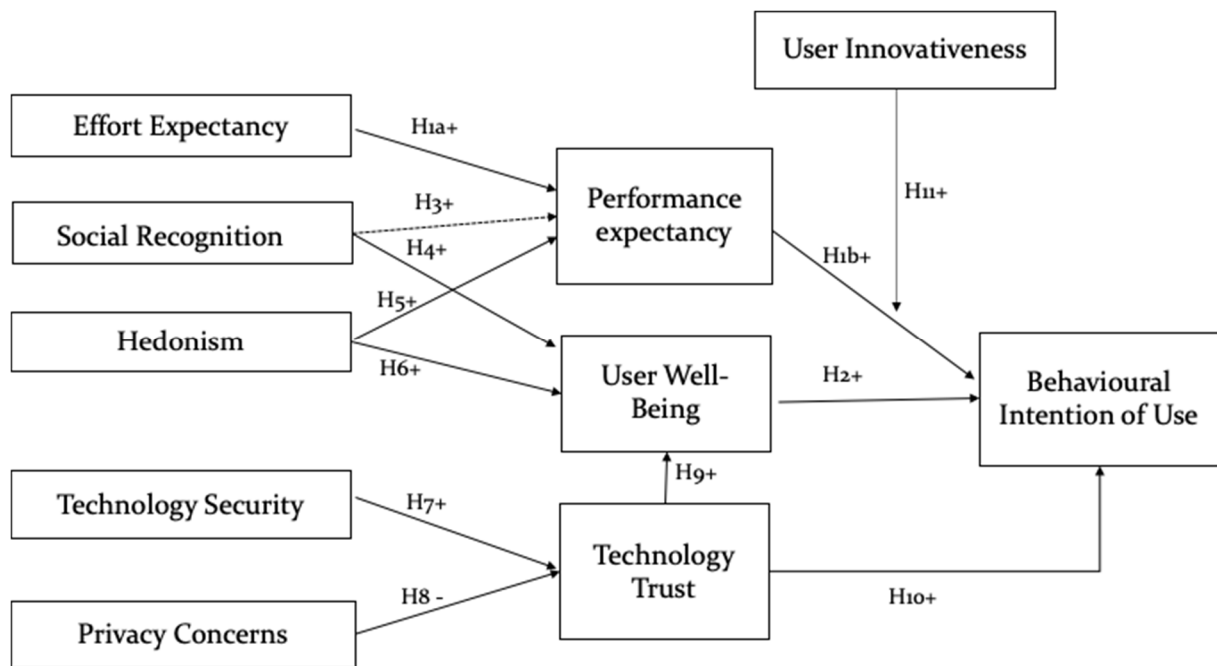 User Innovativeness
Effort Expectancy
H1a+
Performance
expectancy
Social Recognition
H3+
H4+
H11+
H1b+
Hedonism
H5+
H6+
User Well-
Being
H2+
Behavioural
Intention of Use
H9+
Technology Security
H7+
Technology
Trust
H8 -
H10+
Privacy Concerns